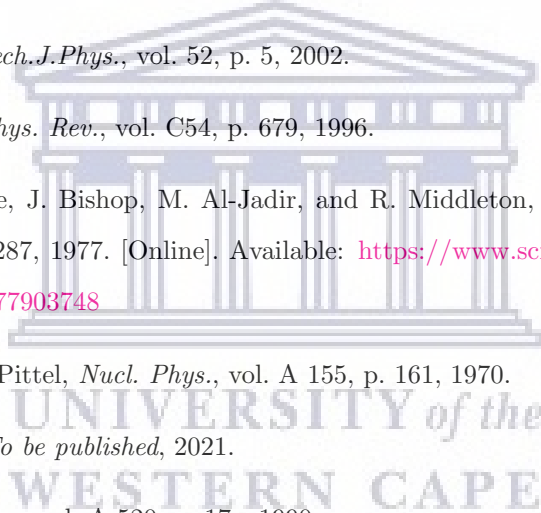 ech.J.Phys., vol. 52, p. 5, 2002.
hys. Rev., vol. C54, p. 679, 1996.
e, J. Bishop, M. Al-Jadir, and R. Middleton,
287, 1977. [Online]. Available: https://www.sci
77903748
Pittel, Nucl. Phys., vol. A 155, p. 161, 1970.
UNIVERSITY of the
To be published, 2021.
WESTERN CAPE